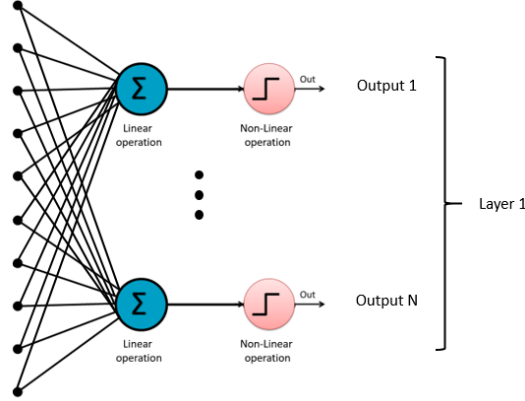 Σ
Out
Output 1
Linear
operation
Non-Linear
operation
Layer 1
Σ
Out
Output N
Linear
operation
Non-Linear
operation